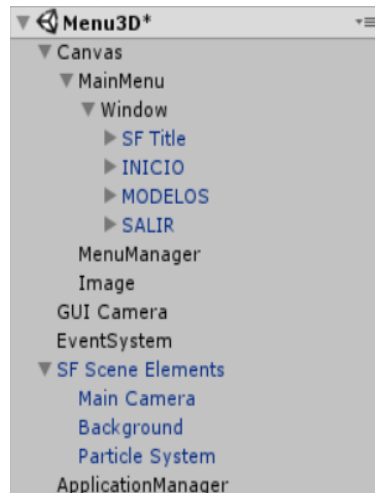 Menu3D*
Canvas
MainMenu
Window
SF Title
INICIO
MODELOS
SALIR
MenuManager
Image
GUI Camera
EventSystem
SF Scene Elements
Main Camera
Background
Particle System
ApplicationManager